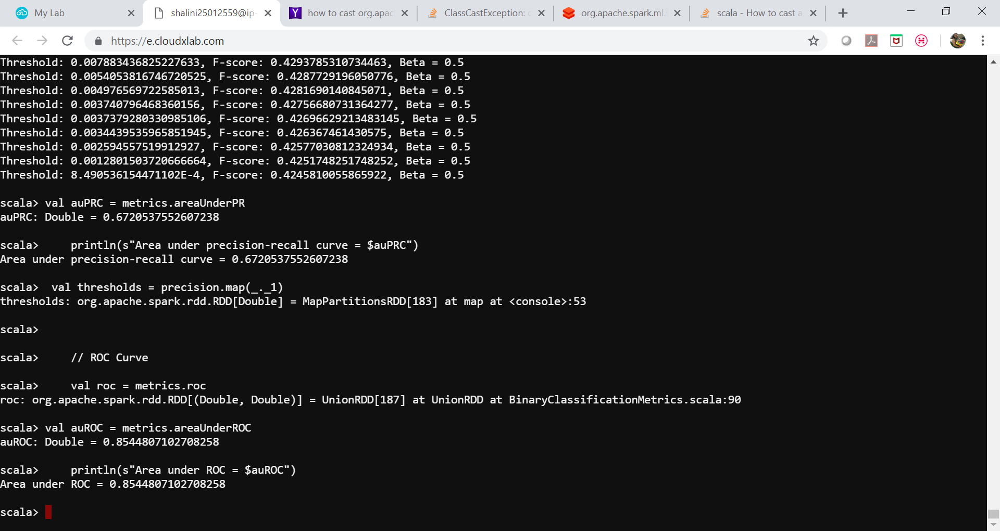 My Lab
shalini25012559@ip-
how to cast org.apac
ClassCastException:
org.apache.spark.ml.
scala - How to cast a
https://e.cloudxlab.com
Threshold: 0.007883436825227633, F-score: 0.4293785310734463, Beta = 0.5
Threshold: 0.0054053816746720525, F-score: 0.4287729196050776, Beta = 0.5
Threshold: 0.004976569722585013, F-score: 0.4281690140845071, Beta = 0.5
Threshold: 0.003740796468360156, F-score: 0.42756680731364277, Beta = 0.5
Threshold: 0.0037379280330985106, F-score: 0.42696629213483145, Beta = 0.5
Threshold: 0.0034439535965851945, F-score: 0.426367461430575, Beta = 0.5
Threshold: 0.002594557519912927, F-score: 0.42577030812324934, Beta = 0.5
Threshold: 0.0012801503720666664, F-score: 0.4251748251748252, Beta = 0.5
Threshold: 8.490536154471102E-4, F-score: 0.4245810055865922, Beta = 0.5
scala> val auPRC = metrics.areaUnderPR
auPRC: Double = 0.6720537552607238
scala>     println(s"Area under precision-recall curve = $auPRC")
Area under precision-recall curve = 0.6720537552607238
scala>  val thresholds = precision.map(_._1)
thresholds: org.apache.spark.rdd.RDD[Double] = MapPartitionsRDD[183] at map at <console>:53
scala>
scala>     // ROC Curve
scala>     val roc = metrics.roc
roc: org.apache.spark.rdd.RDD[(Double, Double)] = UnionRDD[187] at UnionRDD at BinaryClassificationMetrics.scala:90
scala> val auROC = metrics.areaUnderROC
auROC: Double = 0.8544807102708258
scala>     println(s"Area under ROC = $auROC")
Area under ROC = 0.8544807102708258
scala>